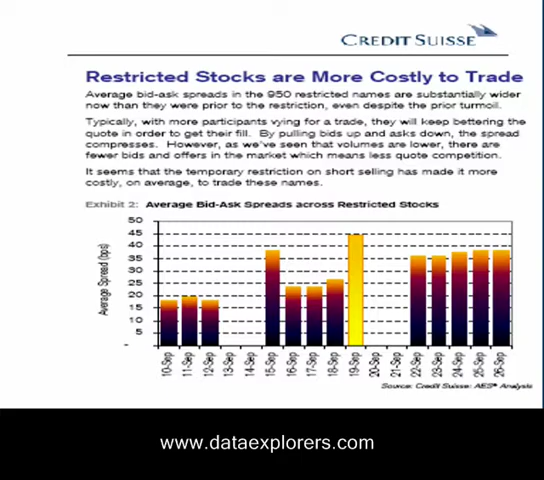 CREDIT SUISSE
Restricted Stocks are More Costly to Trade
Average bid-ask spreads in the 950 restricted names are substantially wider
now than they were prior to the restriction, even despite the prior turmoil.
Typically, with more participants vying for a trade, they will keep bettering the
quote in order to get their fill. By pulling bids up and asks down, the spread
compresses. However, as we've seen that volumes are lower, there are
fewer bids and offers in the market which means less quote competition.
It seems that the temporary restriction on short selling has made it more
costly, on average, to trade these names.
Exhibit 2: Average Bid-Ask Spreads across Restricted Stocks
Average Spread (bps)
50
45
40
35
30
25
20
15
10
5
-
10-Sep
11-Sep
12-Sep
13-Sep
14-Sep
15-Sep
16-Sep
17-Sep
18-Sep
19-Sep
20-Sep
21-Sep
22-Sep
23-Sep
24-Sep
25-Sep
26-Sep
Source: Credit Suisse: AES® Analysis
www.dataexplorers.com